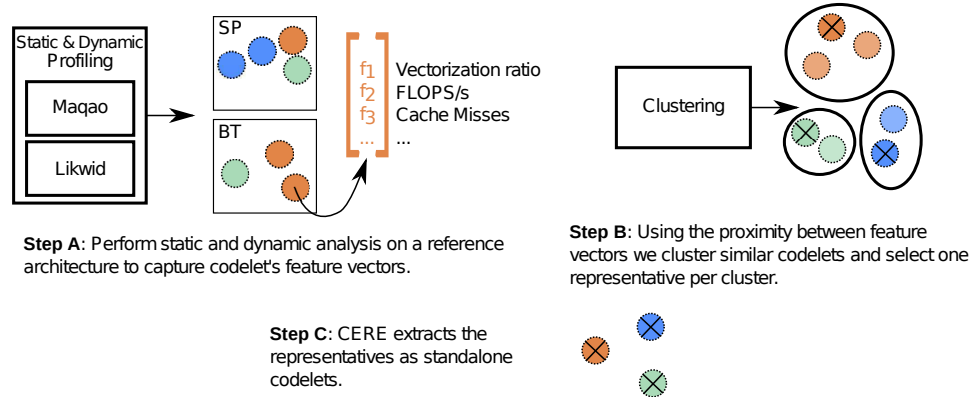 Static & Dynamic
Profiling
Maqao
Likwid
SP
BT
f1
f2
f3
...
Vectorization ratio
FLOPS/s
Cache Misses
...
Step A: Perform static and dynamic analysis on a reference
architecture to capture codelet's feature vectors.
Clustering
Step B: Using the proximity between feature
vectors we cluster similar codelets and select one
representative per cluster.
Step C: CERE extracts the
representatives as standalone
codelets.